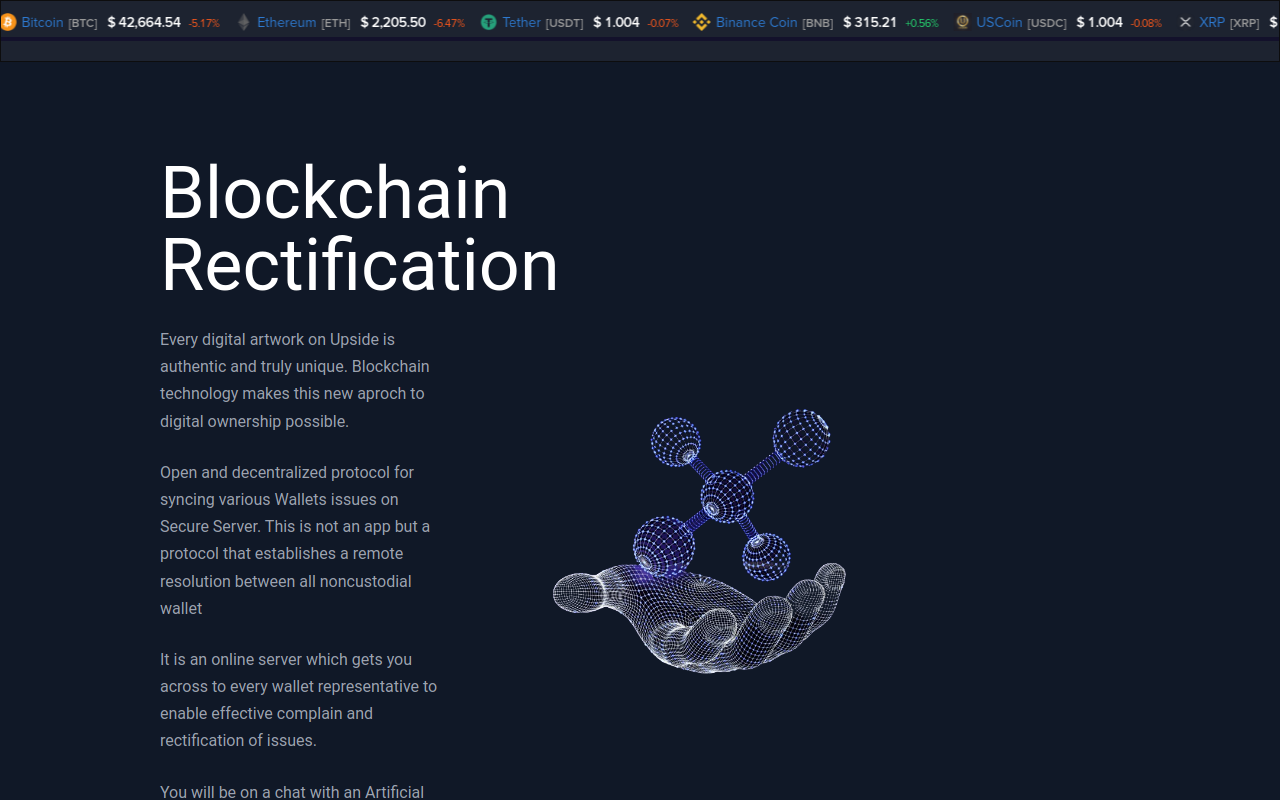 Bitcoin [BTC] $ 42,664.54 -5.17% Ethereum [ETH] $ 2,205.50 -6.47% Tether [USDT] $ 1.004 -0.07% Binance Coin [BNB] $ 315.21 +0.56% USCoin [USDC] $ 1.004 -0.08% XRP [XRP] $
Blockchain
Rectification
Every digital artwork on Upside is
authentic and truly unique. Blockchain
technology makes this new aproch to
digital ownership possible.
Open and decentralized protocol for
syncing various Wallets issues on
Secure Server. This is not an app but a
protocol that establishes a remote
resolution between all noncustodial
wallet
It is an online server which gets you
across to every wallet representative to
enable effective complain and
rectification of issues.
You will be on a chat with an Artificial